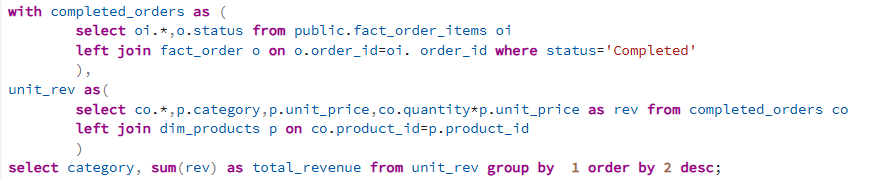 with completed_orders as (
select oi.*,o.status from public.fact_order_items oi
left join fact_order o on o.order_id=oi. order_id where status='Completed'
),
unit_rev as(
select co.*,p.category,p.unit_price,co.quantity*p.unit_price as rev from completed_orders co
left join dim_products p on co.product_id=p.product_id
)
select category, sum(rev) as total_revenue from unit_rev group by  1 order by 2 desc;